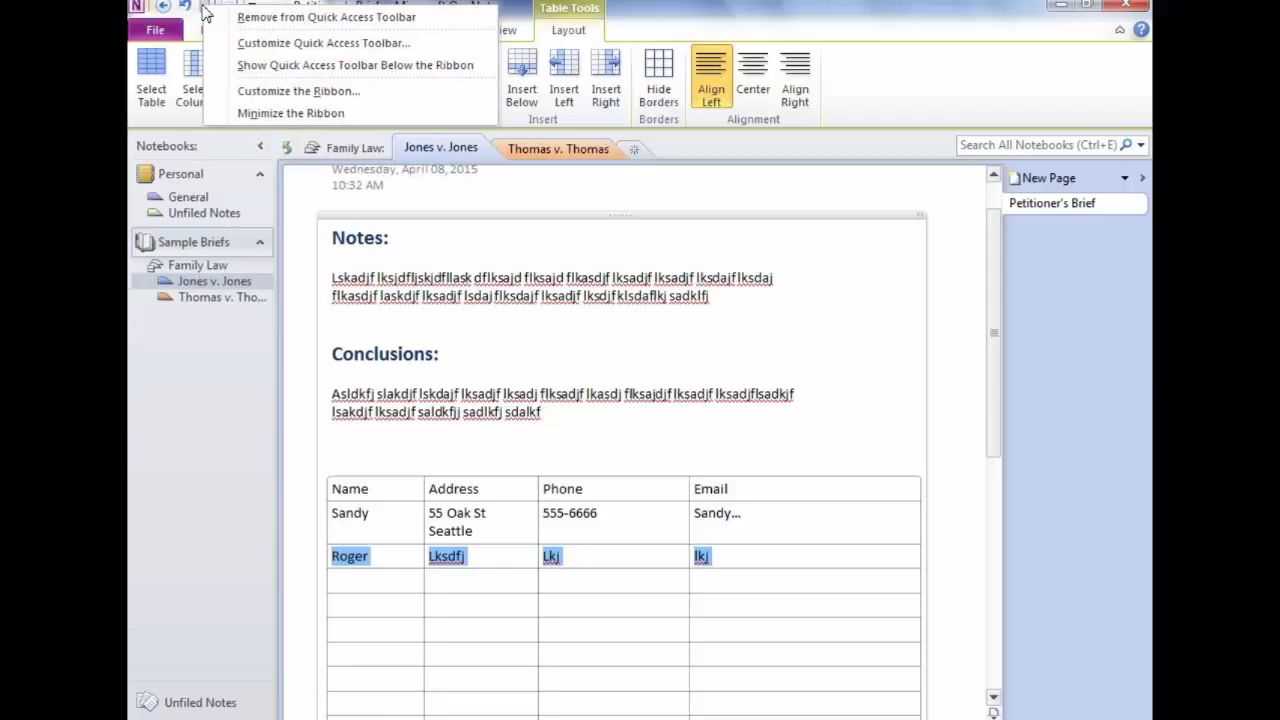 Table Tools
Remove from Quick Access Toolbar
Customize Quick Access Toolbar...
Show Quick Access Toolbar Below the Ribbon
Customize the Ribbon...
Minimize the Ribbon
File
Layout
Select Table
Insert Below
Insert Left
Insert Right
Hide Borders
Align Left
Center
Align Right
Insert
Borders
Alignment
Notebooks:
Family Law:
Jones v. Jones
Thomas v. Thomas
Search All Notebooks (Ctrl+E)
Personal
General
Unfiled Notes
Sample Briefs
Family Law
Jones v. Jones
Thomas v. Tho...
Unfiled Notes
New Page
Petitioner's Brief
Wednesday, April 08, 2015
10:32 AM
Notes:
Lskadjf lksjdfljskjdfllask dflksajd flksajd flkasdjf lksadjf lksadjf lksdajflksdaj
flkasdjf laskdjf lksadjf lsdaj flksdajf lksadjf lksdjfklsdaflkj sadklfj
Conclusions:
Asldkfj slakdjf lskdajf lksadjf lksadj flksadjf lkasdj flksajdjf lksadjf lksadjflsadkjf
lsakdjf lksadjf saldkfjj sadlkfj sdalkf
Name Address Phone Email
Sandy 55 Oak St 555-6666 Sandy...
Seattle
Roger Lksdfj Lkj lkj